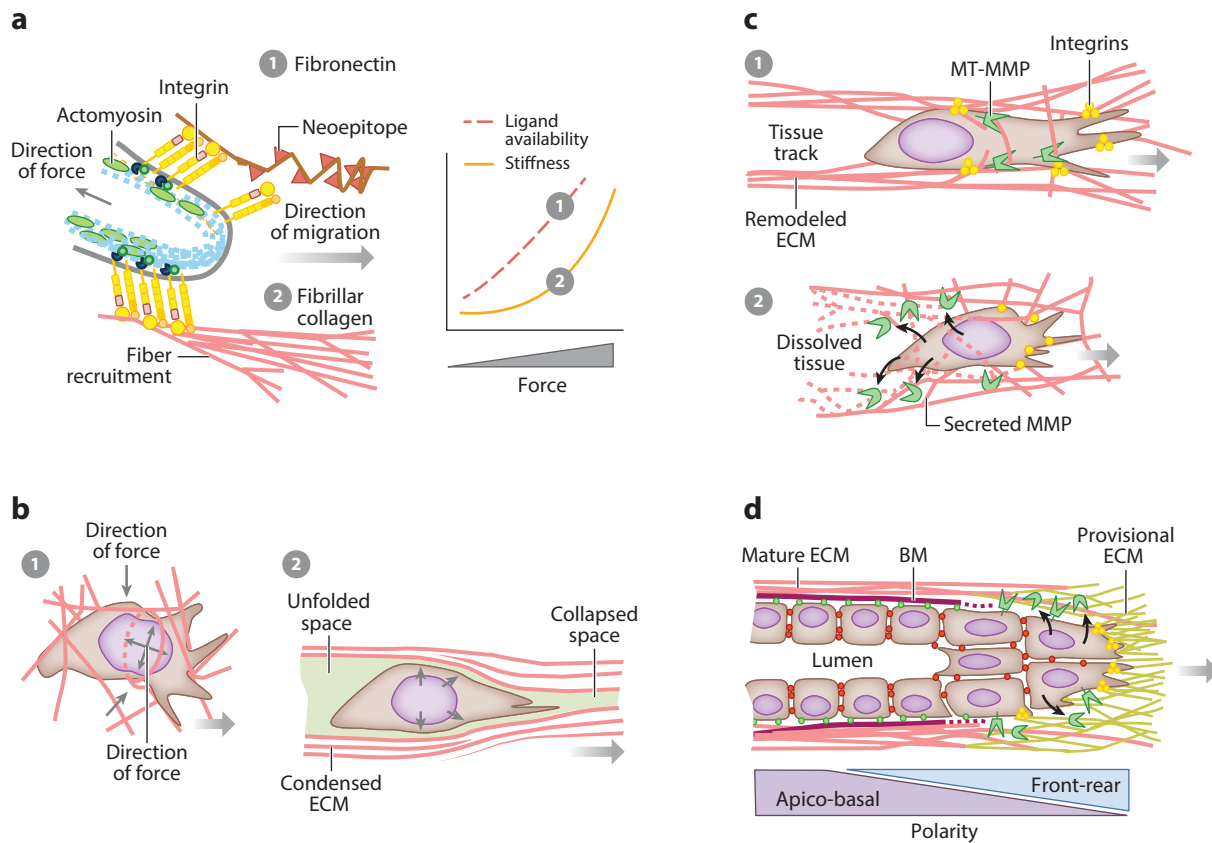 a
1 Fibronectin
Integrin
Actomyosin
Neoepitope
Direction
of force
Direction
of migration
2 Fibrillar
collagen
Fiber
recruitment
Ligand
availability
Stiffness
1
2
Force
b
1
Direction
of force
Direction
of force
2
Unfolded
space
Collapsed
space
Condensed
ECM
c
1
Integrins
MT-MMP
Tissue
track
Remodeled
ECM
2
Dissolved
tissue
Secreted MMP
d
Mature ECM
BM
Provisional
ECM
Lumen
Front-rear
Apico-basal
Polarity